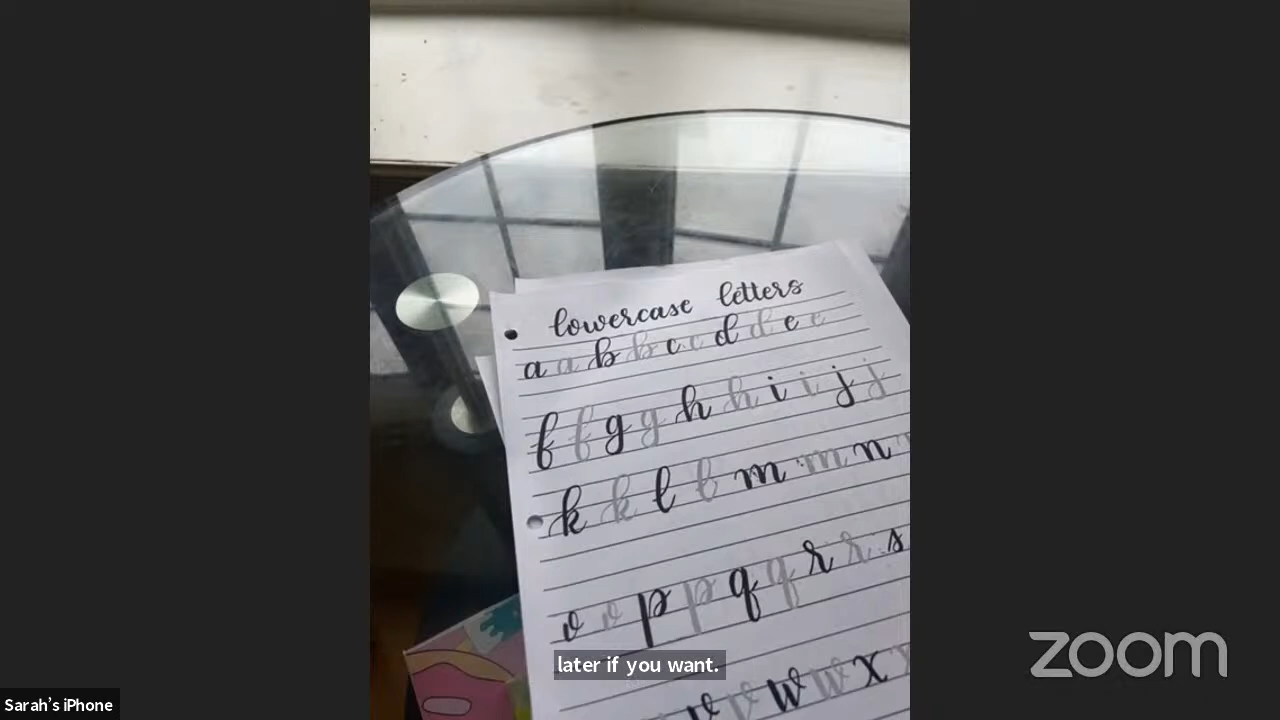 lowercase letters
a a b b c c d d e e
f f g g h h i i j j
k k l l m m n n
o o p p q q r r s
v v w w x x
later if you want.
zoom
Sarah's iPhone